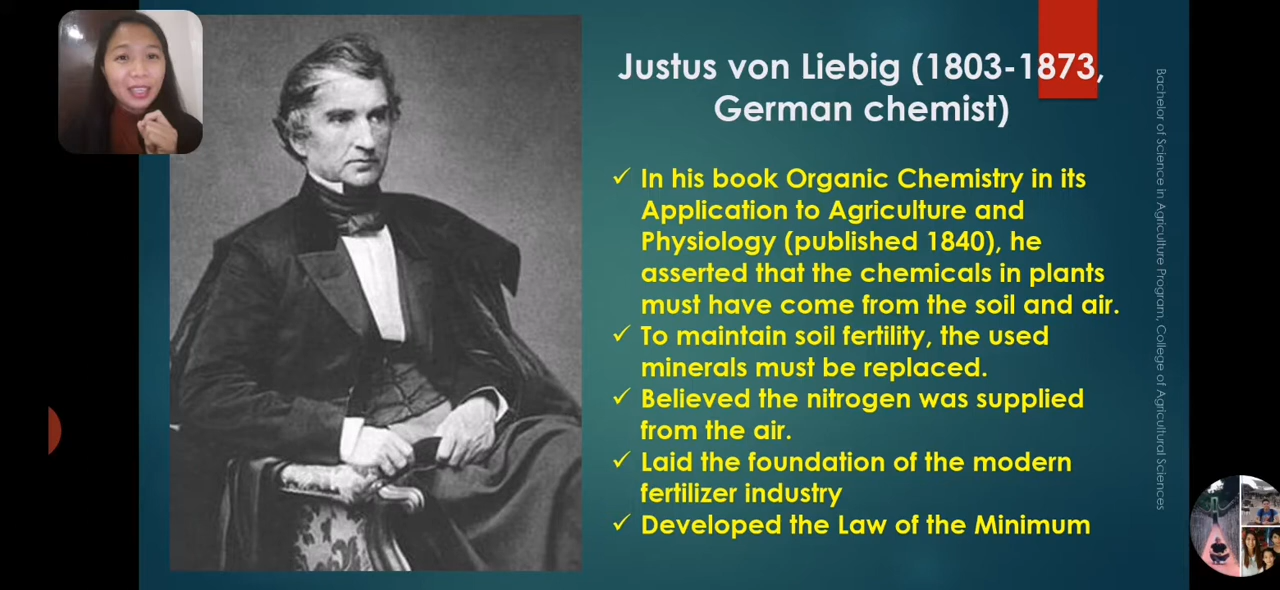 Justus von Liebig (1803-1873,
German chemist)
✓ In his book Organic Chemistry in its
Application to Agriculture and
Physiology (published 1840), he
asserted that the chemicals in plants
must have come from the soil and air.
✓ To maintain soil fertility, the used
minerals must be replaced.
✓ Believed the nitrogen was supplied
from the air.
✓ Laid the foundation of the modern
fertilizer industry
✓ Developed the Law of the Minimum
Bachelor of Science in Agriculture Program, College of Agricultural Sciences